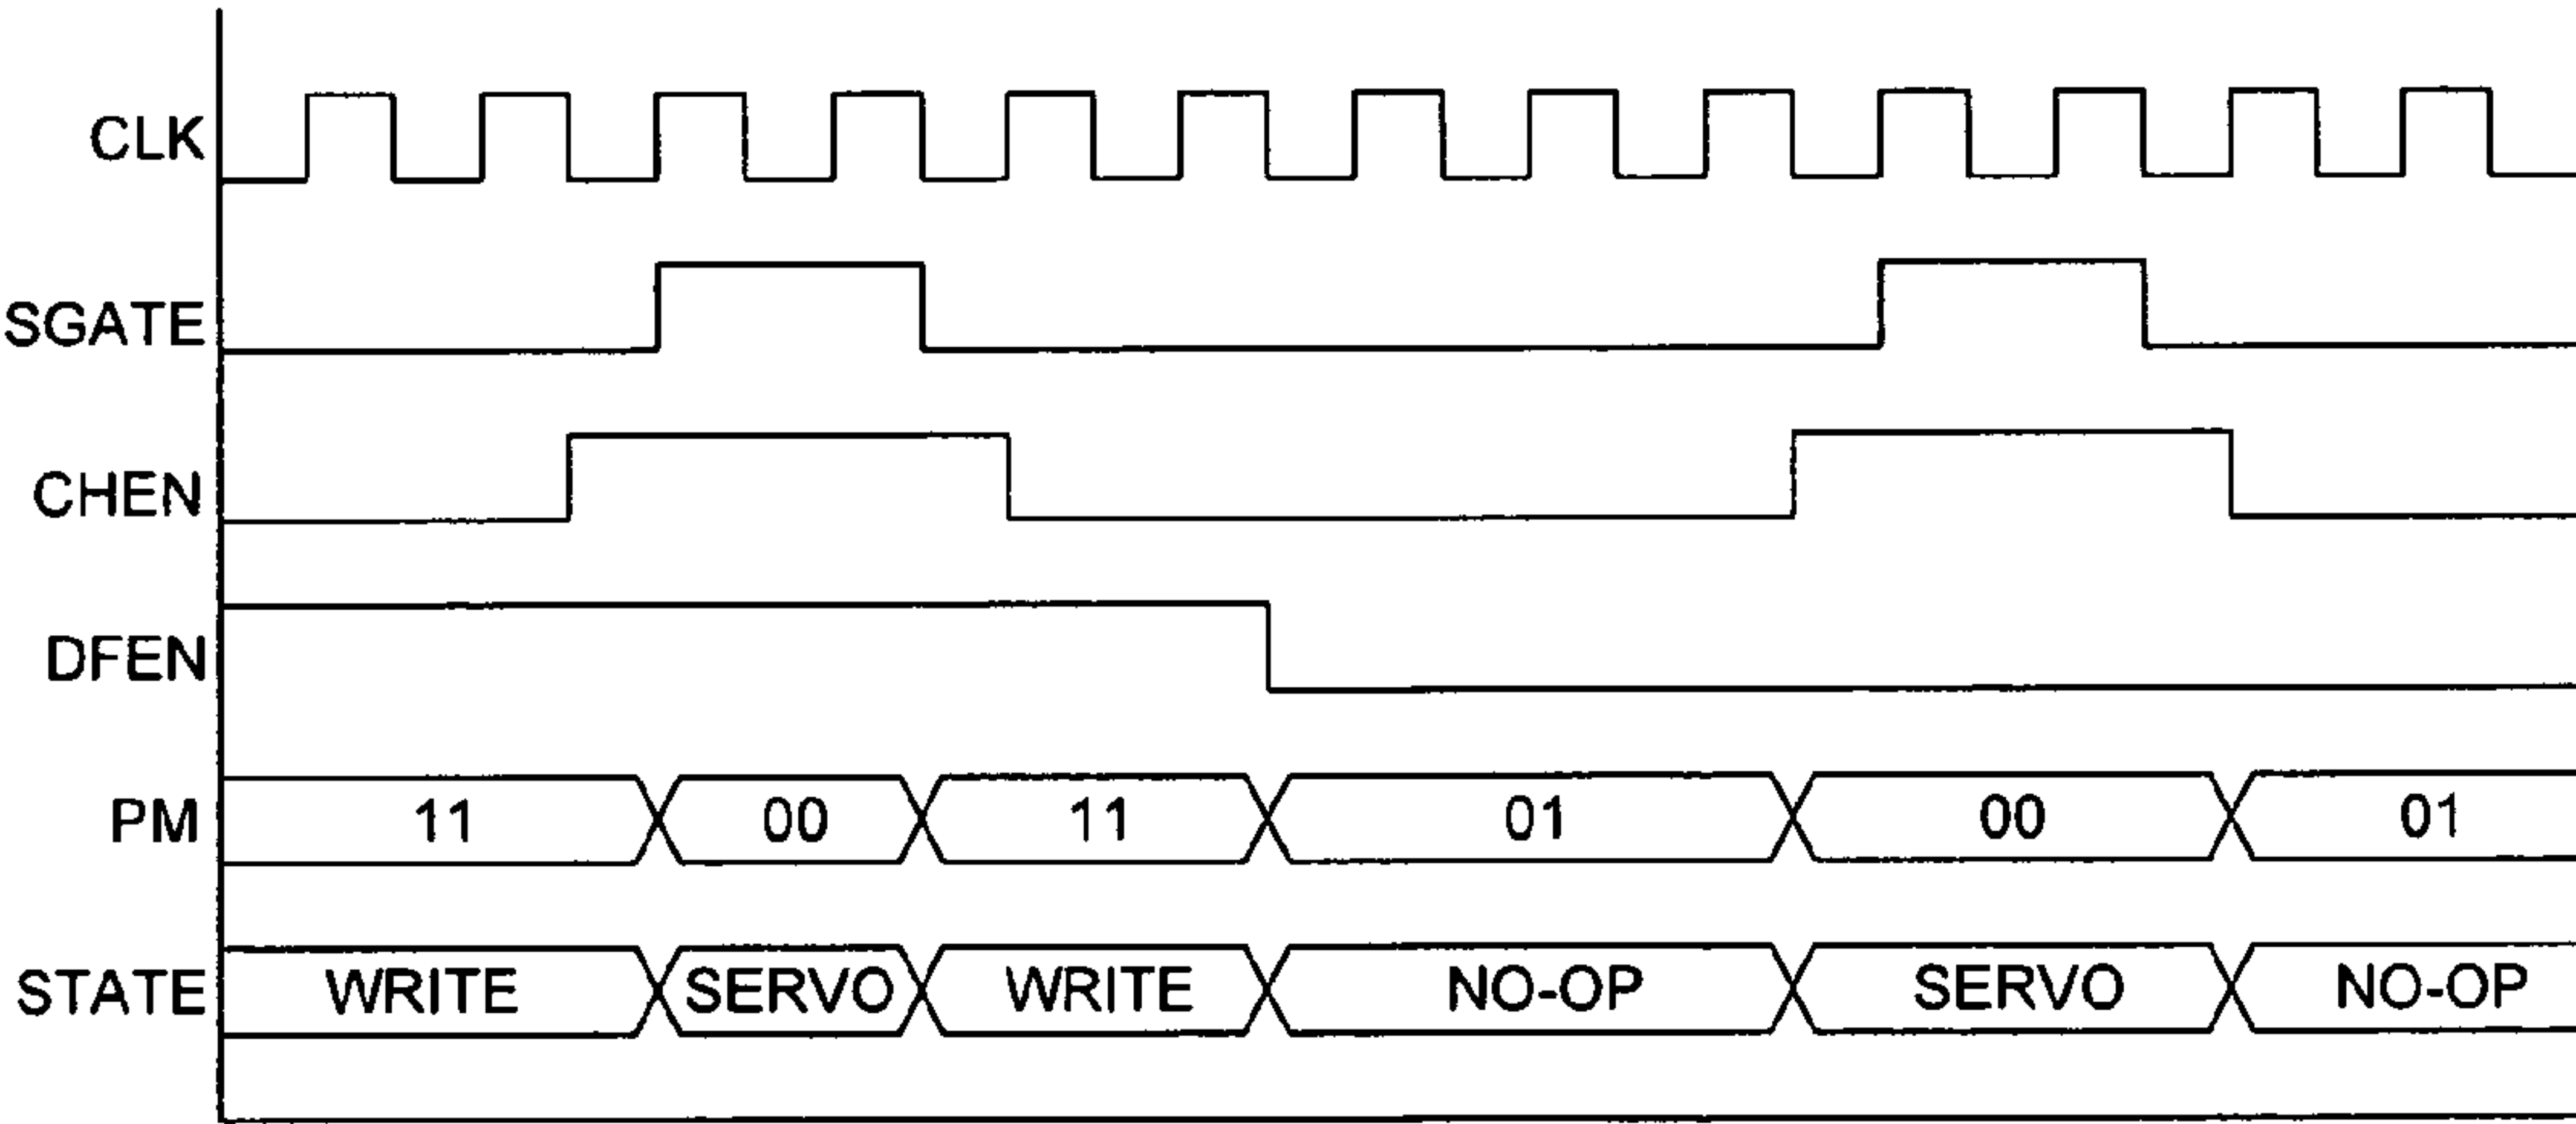 CLK
SGATE
CHEN
DFEN
PM 11 00 11 01 00 01
STATE WRITE SERVO WRITE NO-OP SERVO NO-OP